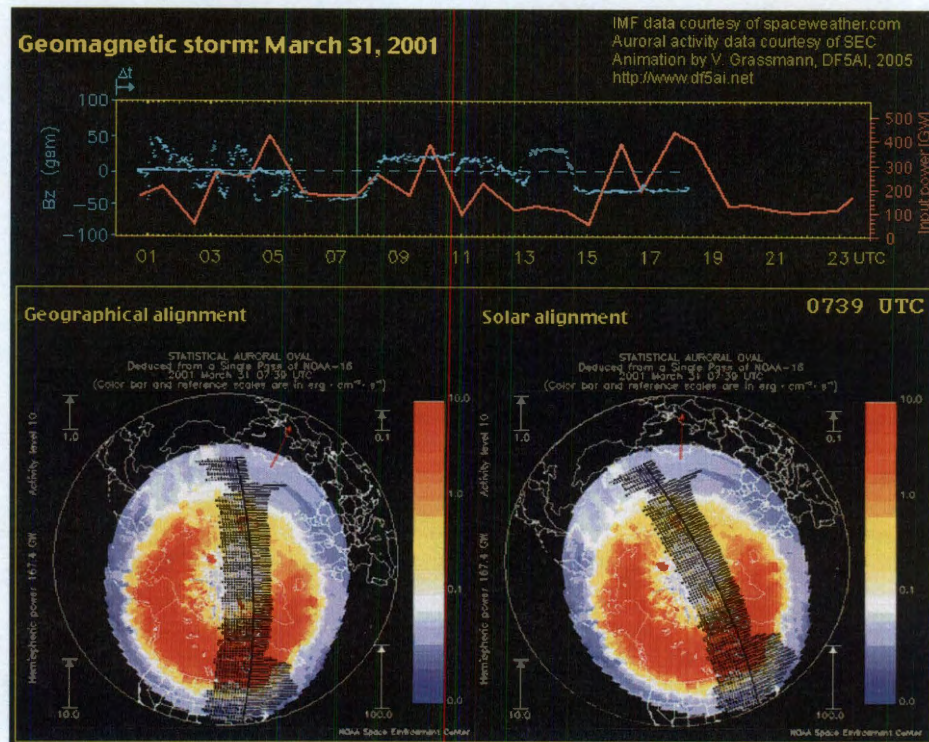 IMF data courtesy of spaceweather.com
Auroral activity data courtesy of SEC
Animation by V. Grassmann, DF5AI, 2005
http://www.df5ai.net
Geomagnetic storm: March 31, 2001
Δt
100
50
0
−50
−100
Bz (gsm)
500
400
300
200
100
0
Input power [GW]
01 03 05 07 09 11 13 15 17 19 21 23 UTC
0739 UTC
Geographical alignment
STATISTICAL AURORAL OVAL
Deduced from a Single Pass of NOAA-16
2001 March 31 07:39 UTC
(Color bar and reference scales are in erg · cm⁻² · s⁻¹)
1.0
0.1
10.0
100.0
Hemispheric power 167.4 GW Activity level 10
10.0
1.0
0.1
0.0
NOAA Space Environment Center
Solar alignment
STATISTICAL AURORAL OVAL
Deduced from a Single Pass of NOAA-16
2001 March 31 07:39 UTC
(Color bar and reference scales are in erg · cm⁻² · s⁻¹)
1.0
0.1
10.0
100.0
Hemispheric power 167.4 GW Activity level 10
10.0
1.0
0.1
0.0
NOAA Space Environment Center